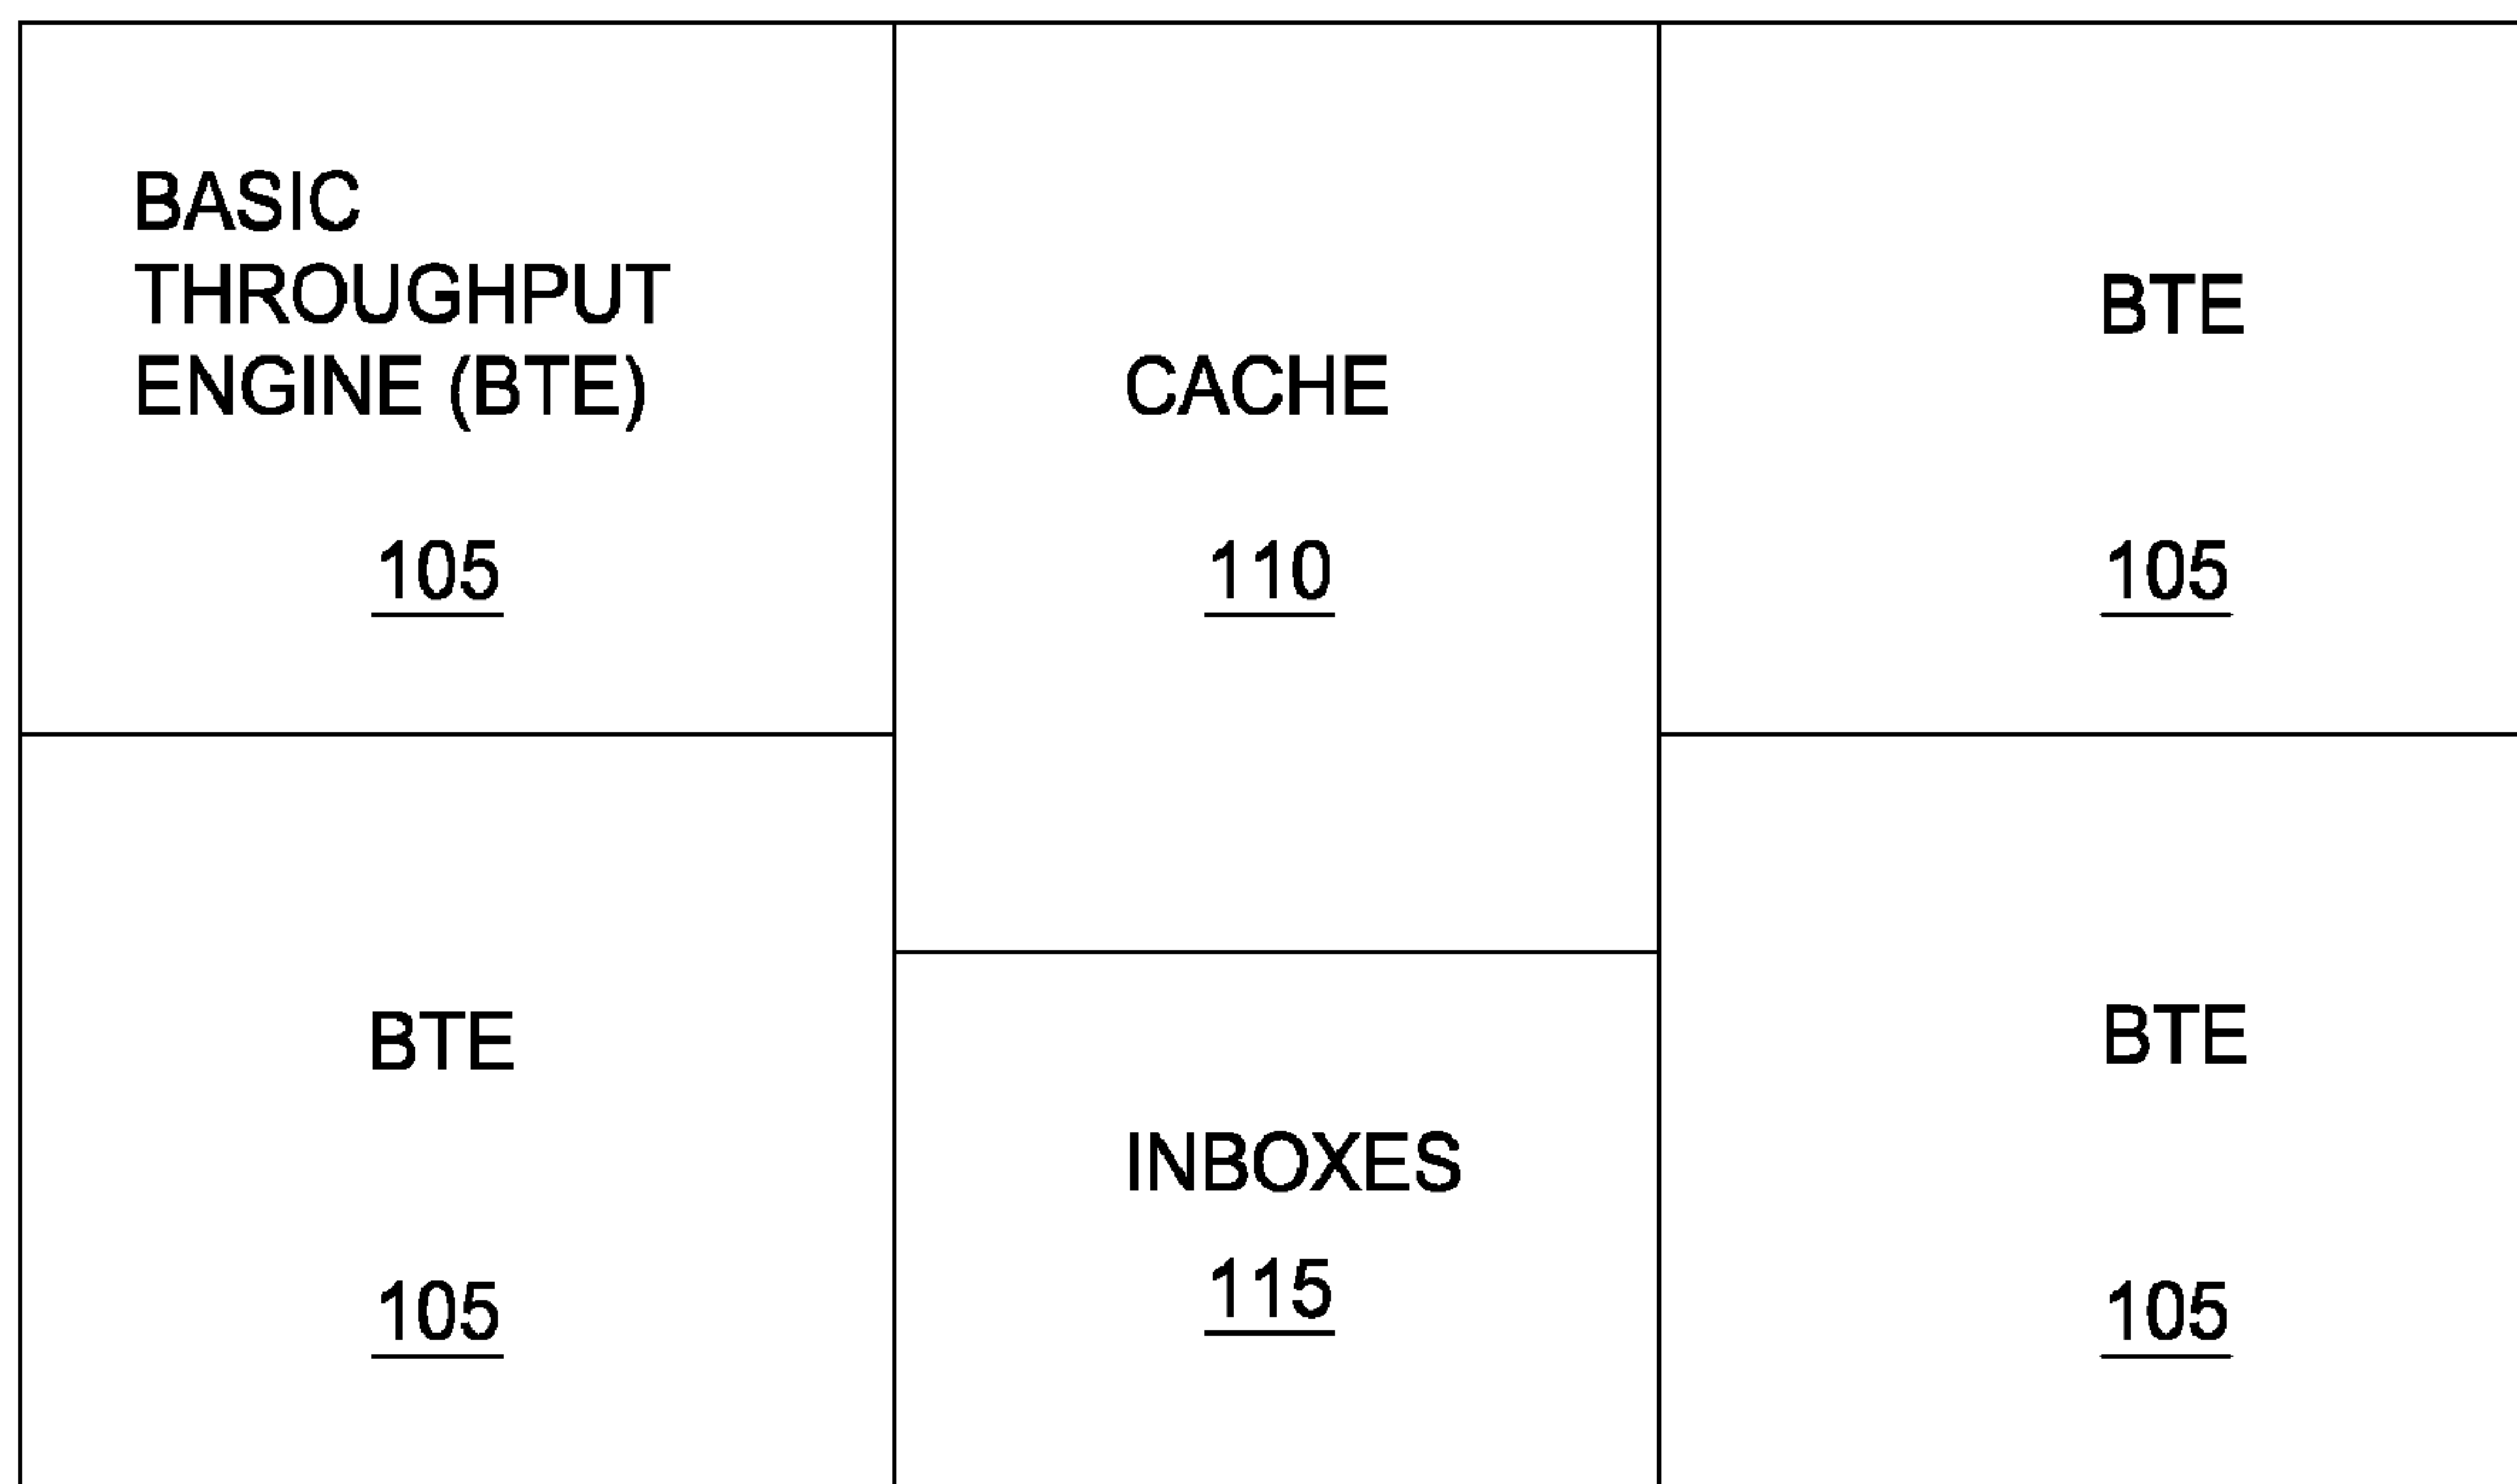 BASIC
THROUGHPUT
ENGINE (BTE)
105
CACHE
110
BTE
105
BTE
105
INBOXES
115
BTE
105